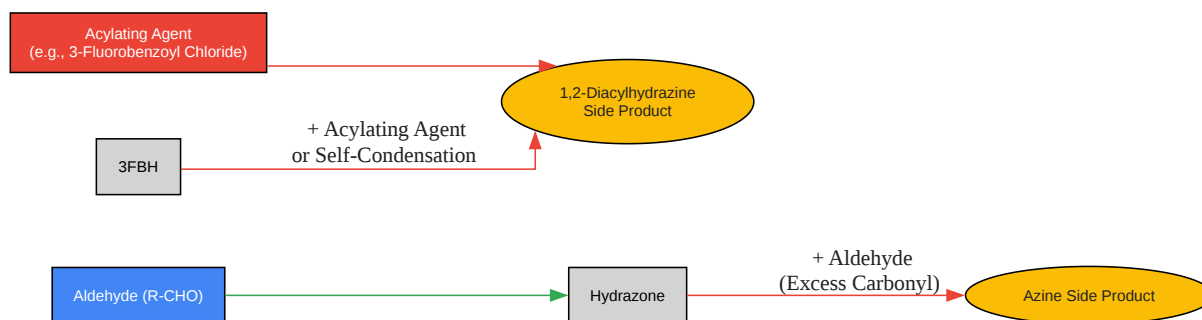 Acylating Agent
(e.g., 3-Fluorobenzoyl Chloride)
1,2-Diacylhydrazine
Side Product
+ Acylating Agent
or Self-Condensation
3FBH
+ Aldehyde
(Excess Carbonyl)
Aldehyde (R-CHO)
Hydrazone
Azine Side Product